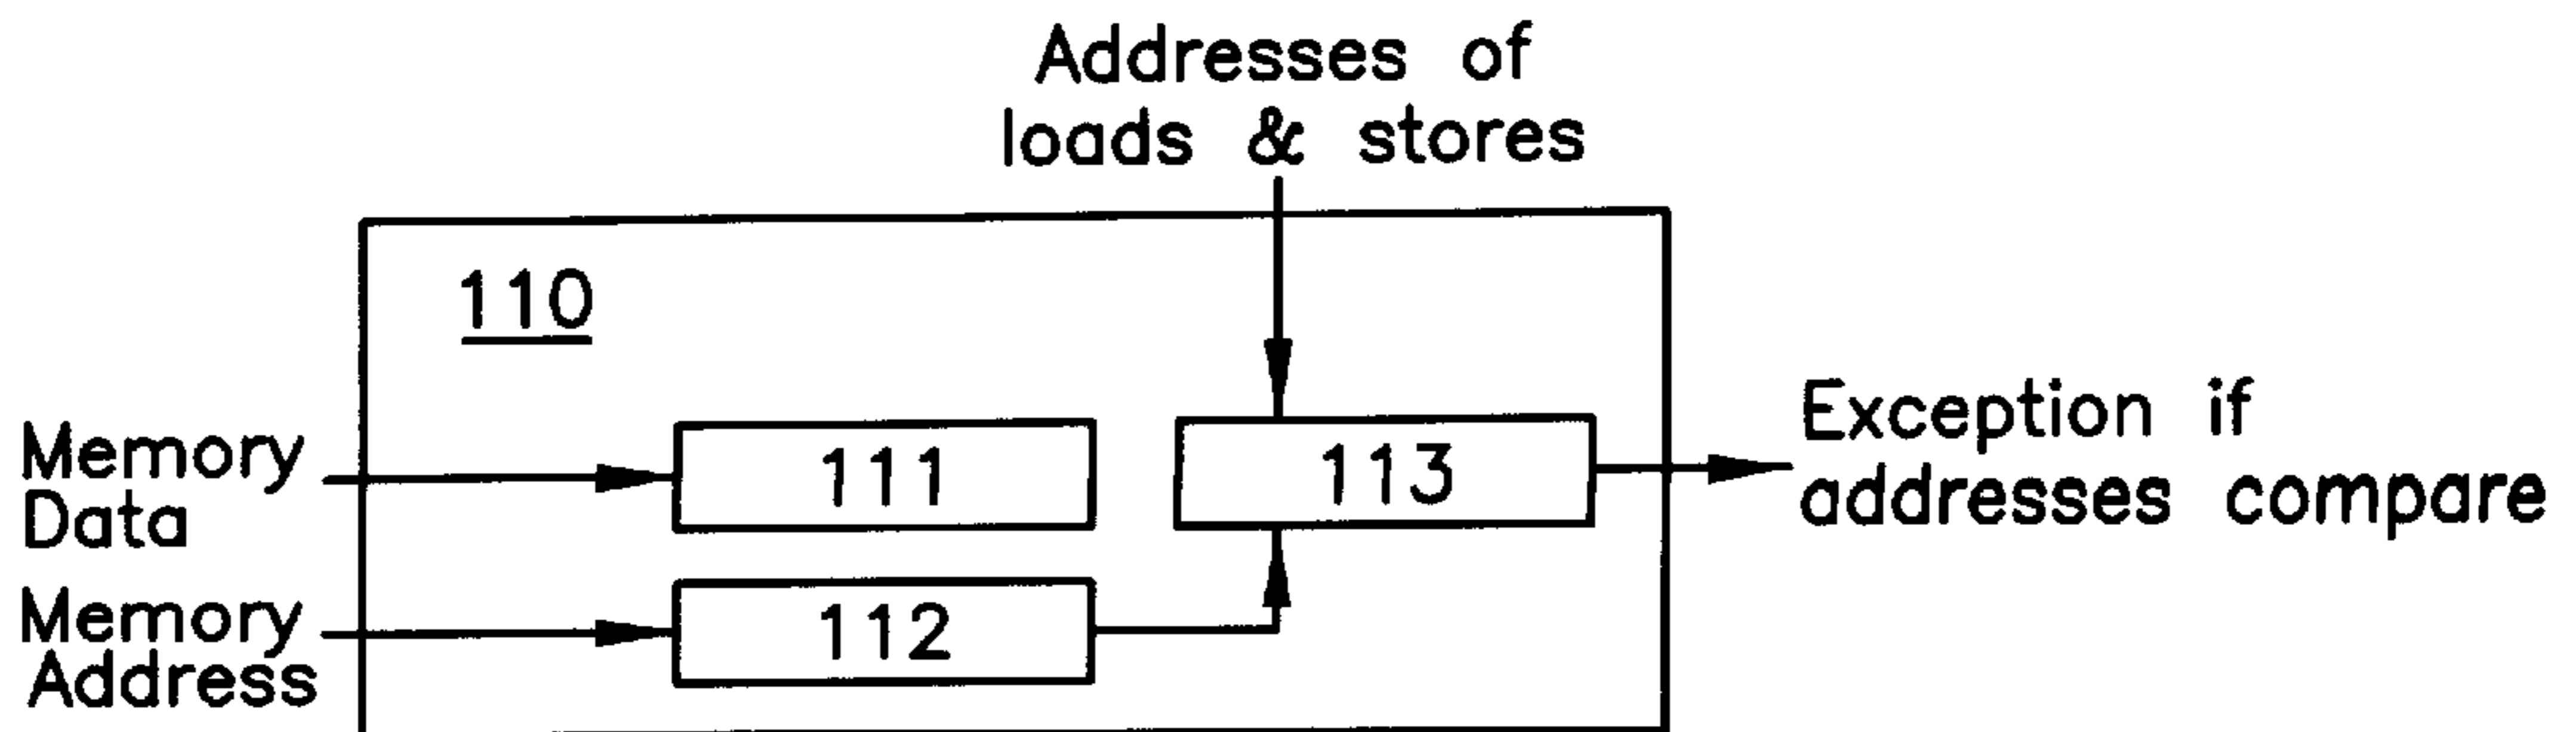 Addresses of
loads & stores
110
Memory
Data
111
113
Exception if
addresses compare
Memory
Address
112